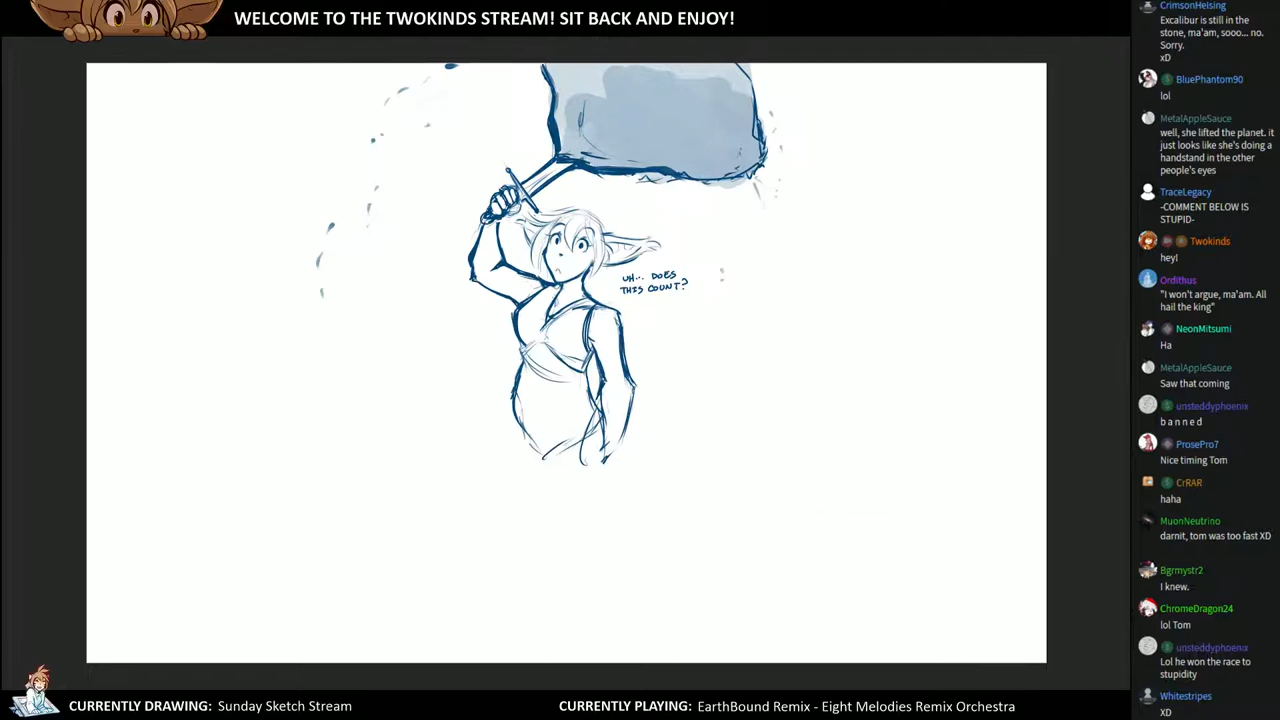 WELCOME TO THE TWOKINDS STREAM! SIT BACK AND ENJOY!
UH... DOES
THIS COUNT?
CrimsonHelsing
Excalibur is still in the
stone, ma'am, sooo... no.
Sorry.
xD
BluePhantom90
lol
MetalAppleSauce
well, she lifted the planet. it
just looks like she's doing a
handstand in the other
people's eyes
TraceLegacy
-COMMENT BELOW IS
STUPID-
Twokinds
hey!
Ordithus
"I won't argue, ma'am. All
hail the king"
NeonMitsumi
Ha
MetalAppleSauce
Saw that coming
unsteddyphoenix
b a n n e d
ProsePro7
Nice timing Tom
CrRAR
haha
MuonNeutrino
darnit, tom was too fast XD
Bgrmystr2
I knew.
ChromeDragon24
lol Tom
unsteddyphoenix
Lol he won the race to
stupidity
Whitestripes
XD
CURRENTLY DRAWING: Sunday Sketch Stream
CURRENTLY PLAYING: EarthBound Remix - Eight Melodies Remix Orchestra